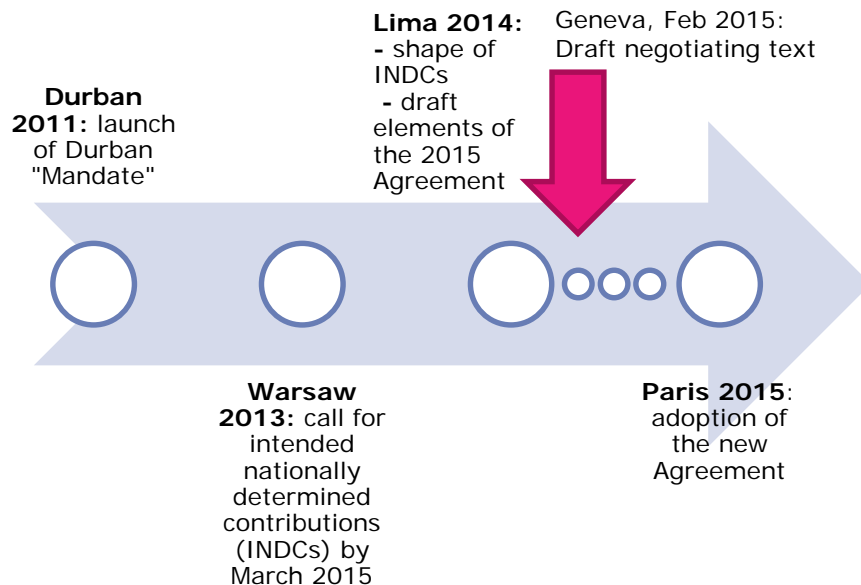 Durban
2011: launch
of Durban
"Mandate"
Lima 2014:
- shape of
INDCs
- draft
elements of
the 2015
Agreement
Geneva, Feb 2015:
Draft negotiating text
Warsaw
2013: call for
intended
nationally
determined
contributions
(INDCs) by
March 2015
Paris 2015:
adoption of
the new
Agreement